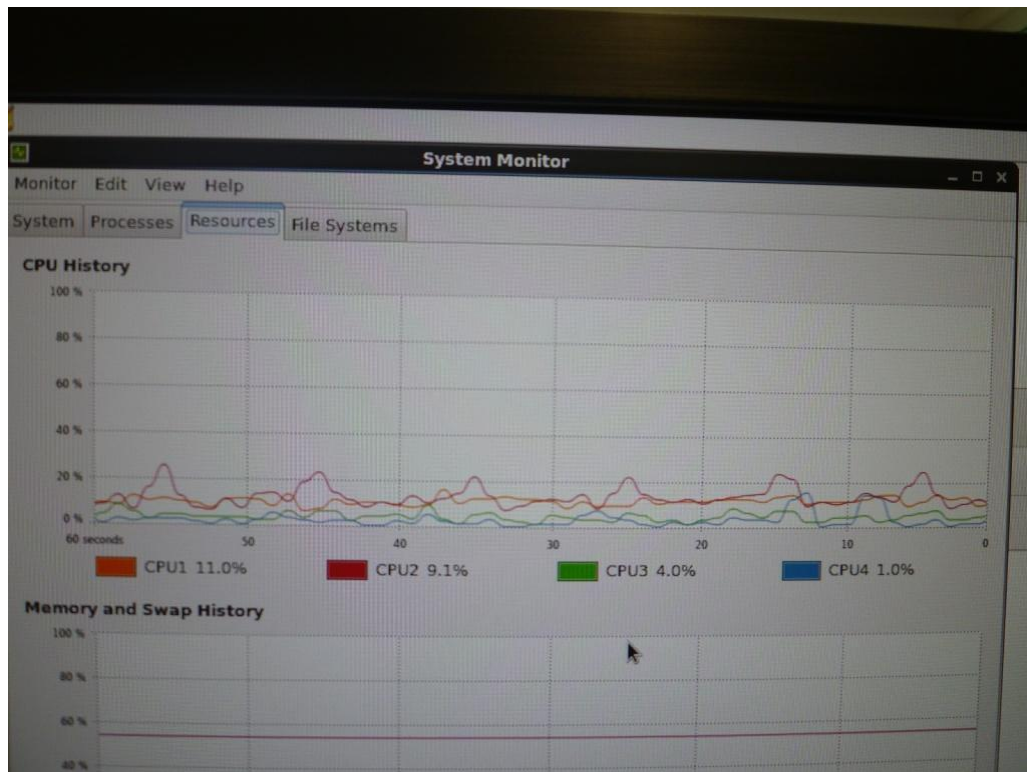 System Monitor
Monitor Edit View Help
System Processes Resources File Systems
CPU History
100 %
80 %
60 %
40 %
20 %
0 %
60 seconds 50 40 30 20 10 0
CPU1 11.0% CPU2 9.1% CPU3 4.0% CPU4 1.0%
Memory and Swap History
100 %
80 %
60 %
40 %